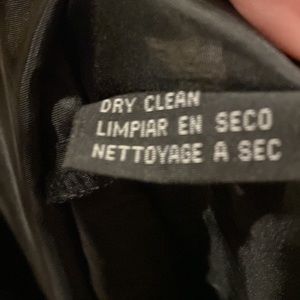 DRY CLEAN
LIMPIAR EN SECO
NETTOYAGE A SEC